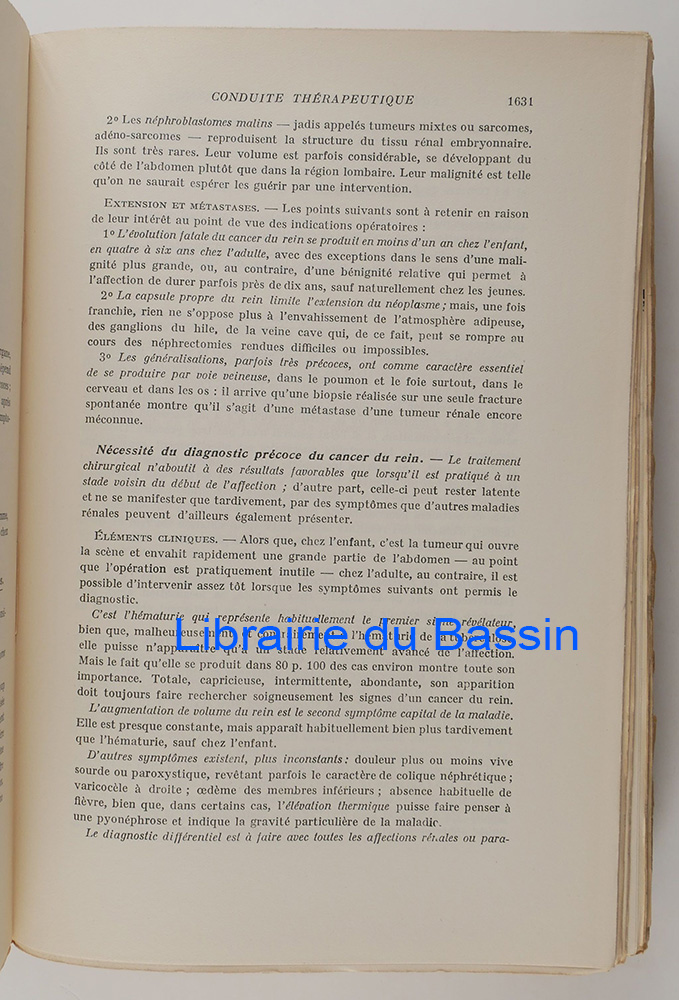 CONDUITE THÉRAPEUTIQUE 1631
2º Les néphroblastomes malins — jadis appelés tumeurs mixtes ou sarcomes,
adéno-sarcomes — reproduisent la structure du tissu rénal embryonnaire.
Ils sont très rares. Leur volume est parfois considérable, se développant du
côté de l'abdomen plutôt que dans la région lombaire. Leur malignité est telle
qu'on ne saurait espérer les guérir par une intervention.
EXTENSION ET MÉTASTASES. — Les points suivants sont à retenir en raison
de leur intérêt au point de vue des indications opératoires :
1º L'évolution fatale du cancer du rein se produit en moins d'un an chez l'enfant,
en quatre à six ans chez l'adulte, avec des exceptions dans le sens d'une mali-
gnité plus grande, ou, au contraire, d'une bénignité relative qui permet à
l'affection de durer parfois près de dix ans, sauf naturellement chez les jeunes.
2º La capsule propre du rein limite l'extension du néoplasme ; mais, une fois
franchie, rien ne s'oppose plus à l'envahissement de l'atmosphère adipeuse,
des ganglions du hile, de la veine cave qui, de ce fait, peut se rompre au
cours des néphrectomies rendues difficiles ou impossibles.
3º Les généralisations, parfois très précoces, ont comme caractère essentiel
de se produire par voie veineuse, dans le poumon et le foie surtout, dans le
cerveau et dans les os : il arrive qu'une biopsie réalisée sur une seule fracture
spontanée montre qu'il s'agit d'une métastase d'une tumeur rénale encore
méconnue.
Nécessité du diagnostic précoce du cancer du rein. — Le traitement
chirurgical n'aboutit à des résultats favorables que lorsqu'il est pratiqué à un
stade voisin du début de l'affection ; d'autre part, celle-ci peut rester latente
et ne se manifester que tardivement, par des symptômes que d'autres maladies
rénales peuvent d'ailleurs également présenter.
ÉLÉMENTS CLINIQUES. — Alors que, chez l'enfant, c'est la tumeur qui ouvre
la scène et envahit rapidement une grande partie de l'abdomen — au point
que l'opération est pratiquement inutile — chez l'adulte, au contraire, il est
possible d'intervenir assez tôt lorsque les symptômes suivants ont permis le
diagnostic.
C'est l'hématurie qui représente habituellement le premier révélateur,
bien que, malheureusement et contrairement à l'hématurie de la tuberculose
elle puisse n'apparaître qu'à un stade relativement avancé de l'affection.
Librairie du Bassin
Mais le fait qu'elle se produit dans 80 p. 100 des cas environ montre toute son
importance. Totale, capricieuse, intermittente, abondante, son apparition
doit toujours faire rechercher soigneusement les signes d'un cancer du rein.
L'augmentation de volume du rein est le second symptôme capital de la maladie.
Elle est presque constante, mais apparaît habituellement bien plus tardivement
que l'hématurie, sauf chez l'enfant.
D'autres symptômes existent, plus inconstants : douleur plus ou moins vive
sourde ou paroxystique, revêtant parfois le caractère de colique néphrétique ;
varicocèle à droite ; œdème des membres inférieurs ; absence habituelle de
fièvre, bien que, dans certains cas, l'élévation thermique puisse faire penser à
une pyonéphrose et indique la gravité particulière de la maladie.
Le diagnostic différentiel est à faire avec toutes les affections rénales ou para-